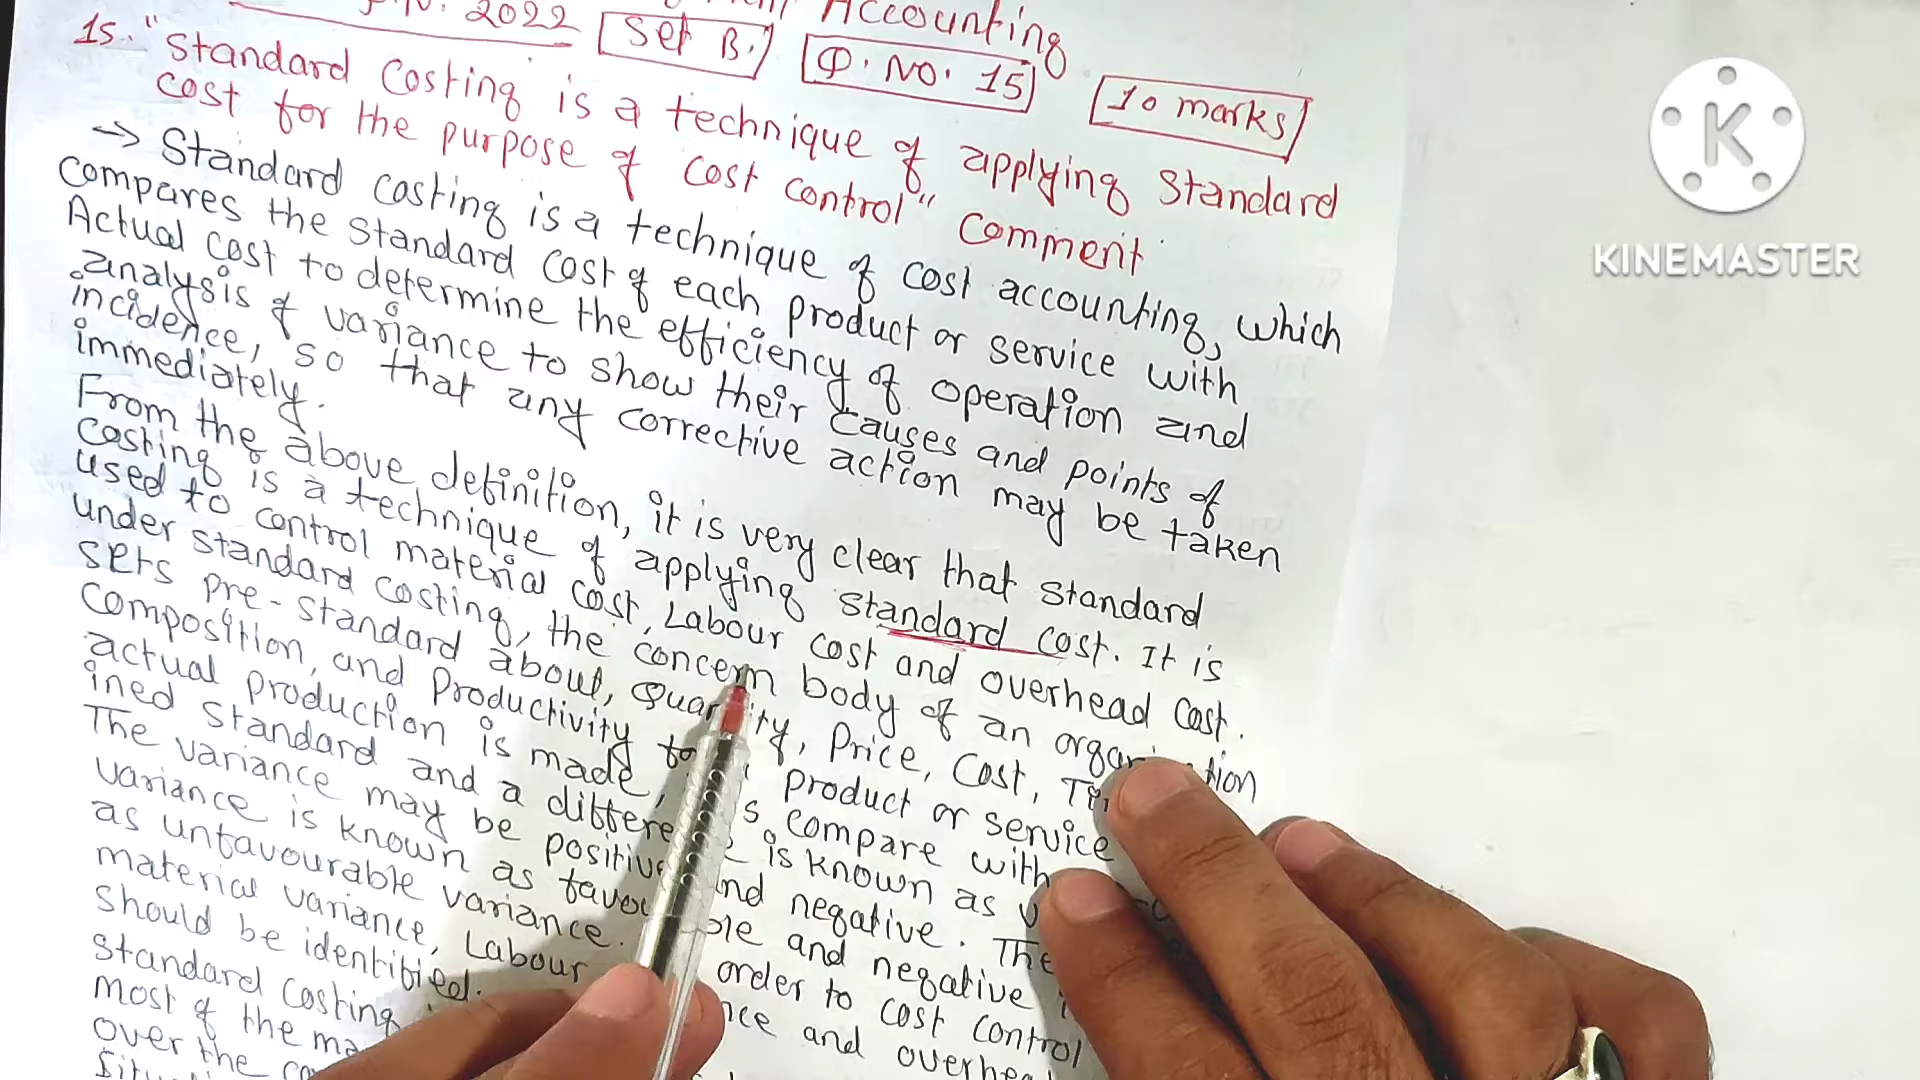 2022 Accounting
Set B. Q. No. 15 10 marks
15. "Standard Costing is a technique of applying Standard
cost for the purpose of cost control" Comment
→ Standard costing is a technique of cost accounting, which
compares the standard cost of each product or service with
Actual cost to determine the efficiency of operation and
analysis of variance to show their causes and points of
incidence, so that any corrective action may be taken
immediately.
From the above definition, it is very clear that standard
costing is a technique of applying standard cost. It is
used to control material cost, Labour cost and overhead cost.
under standard costing, the concern body of an
sets pre-standard about, Price, Cost,
composition, and productivity product or service
actual production is made, compare with
ined standard and a is known as
The variance may be positive and negative. The
variance is known as and negative
as unfavourable variance. order to cost control
material variance, Labour and
should be identified.
standard costing
most of the
over the
KINEMASTER